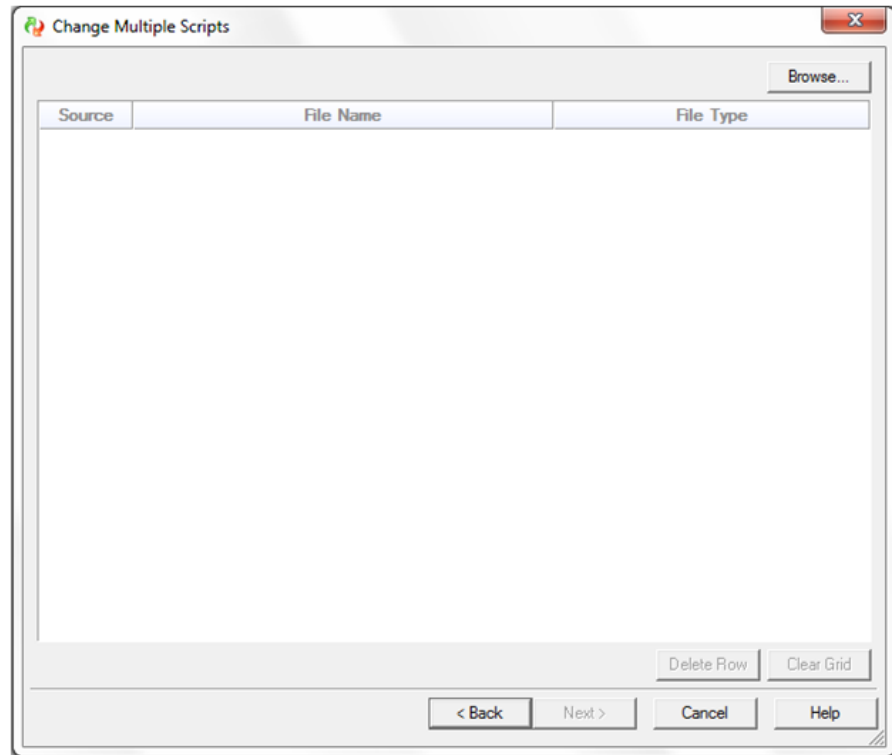 Change Multiple Scripts
Browse...
Source File Name File Type
Delete Row Clear Grid
< Back Next > Cancel Help